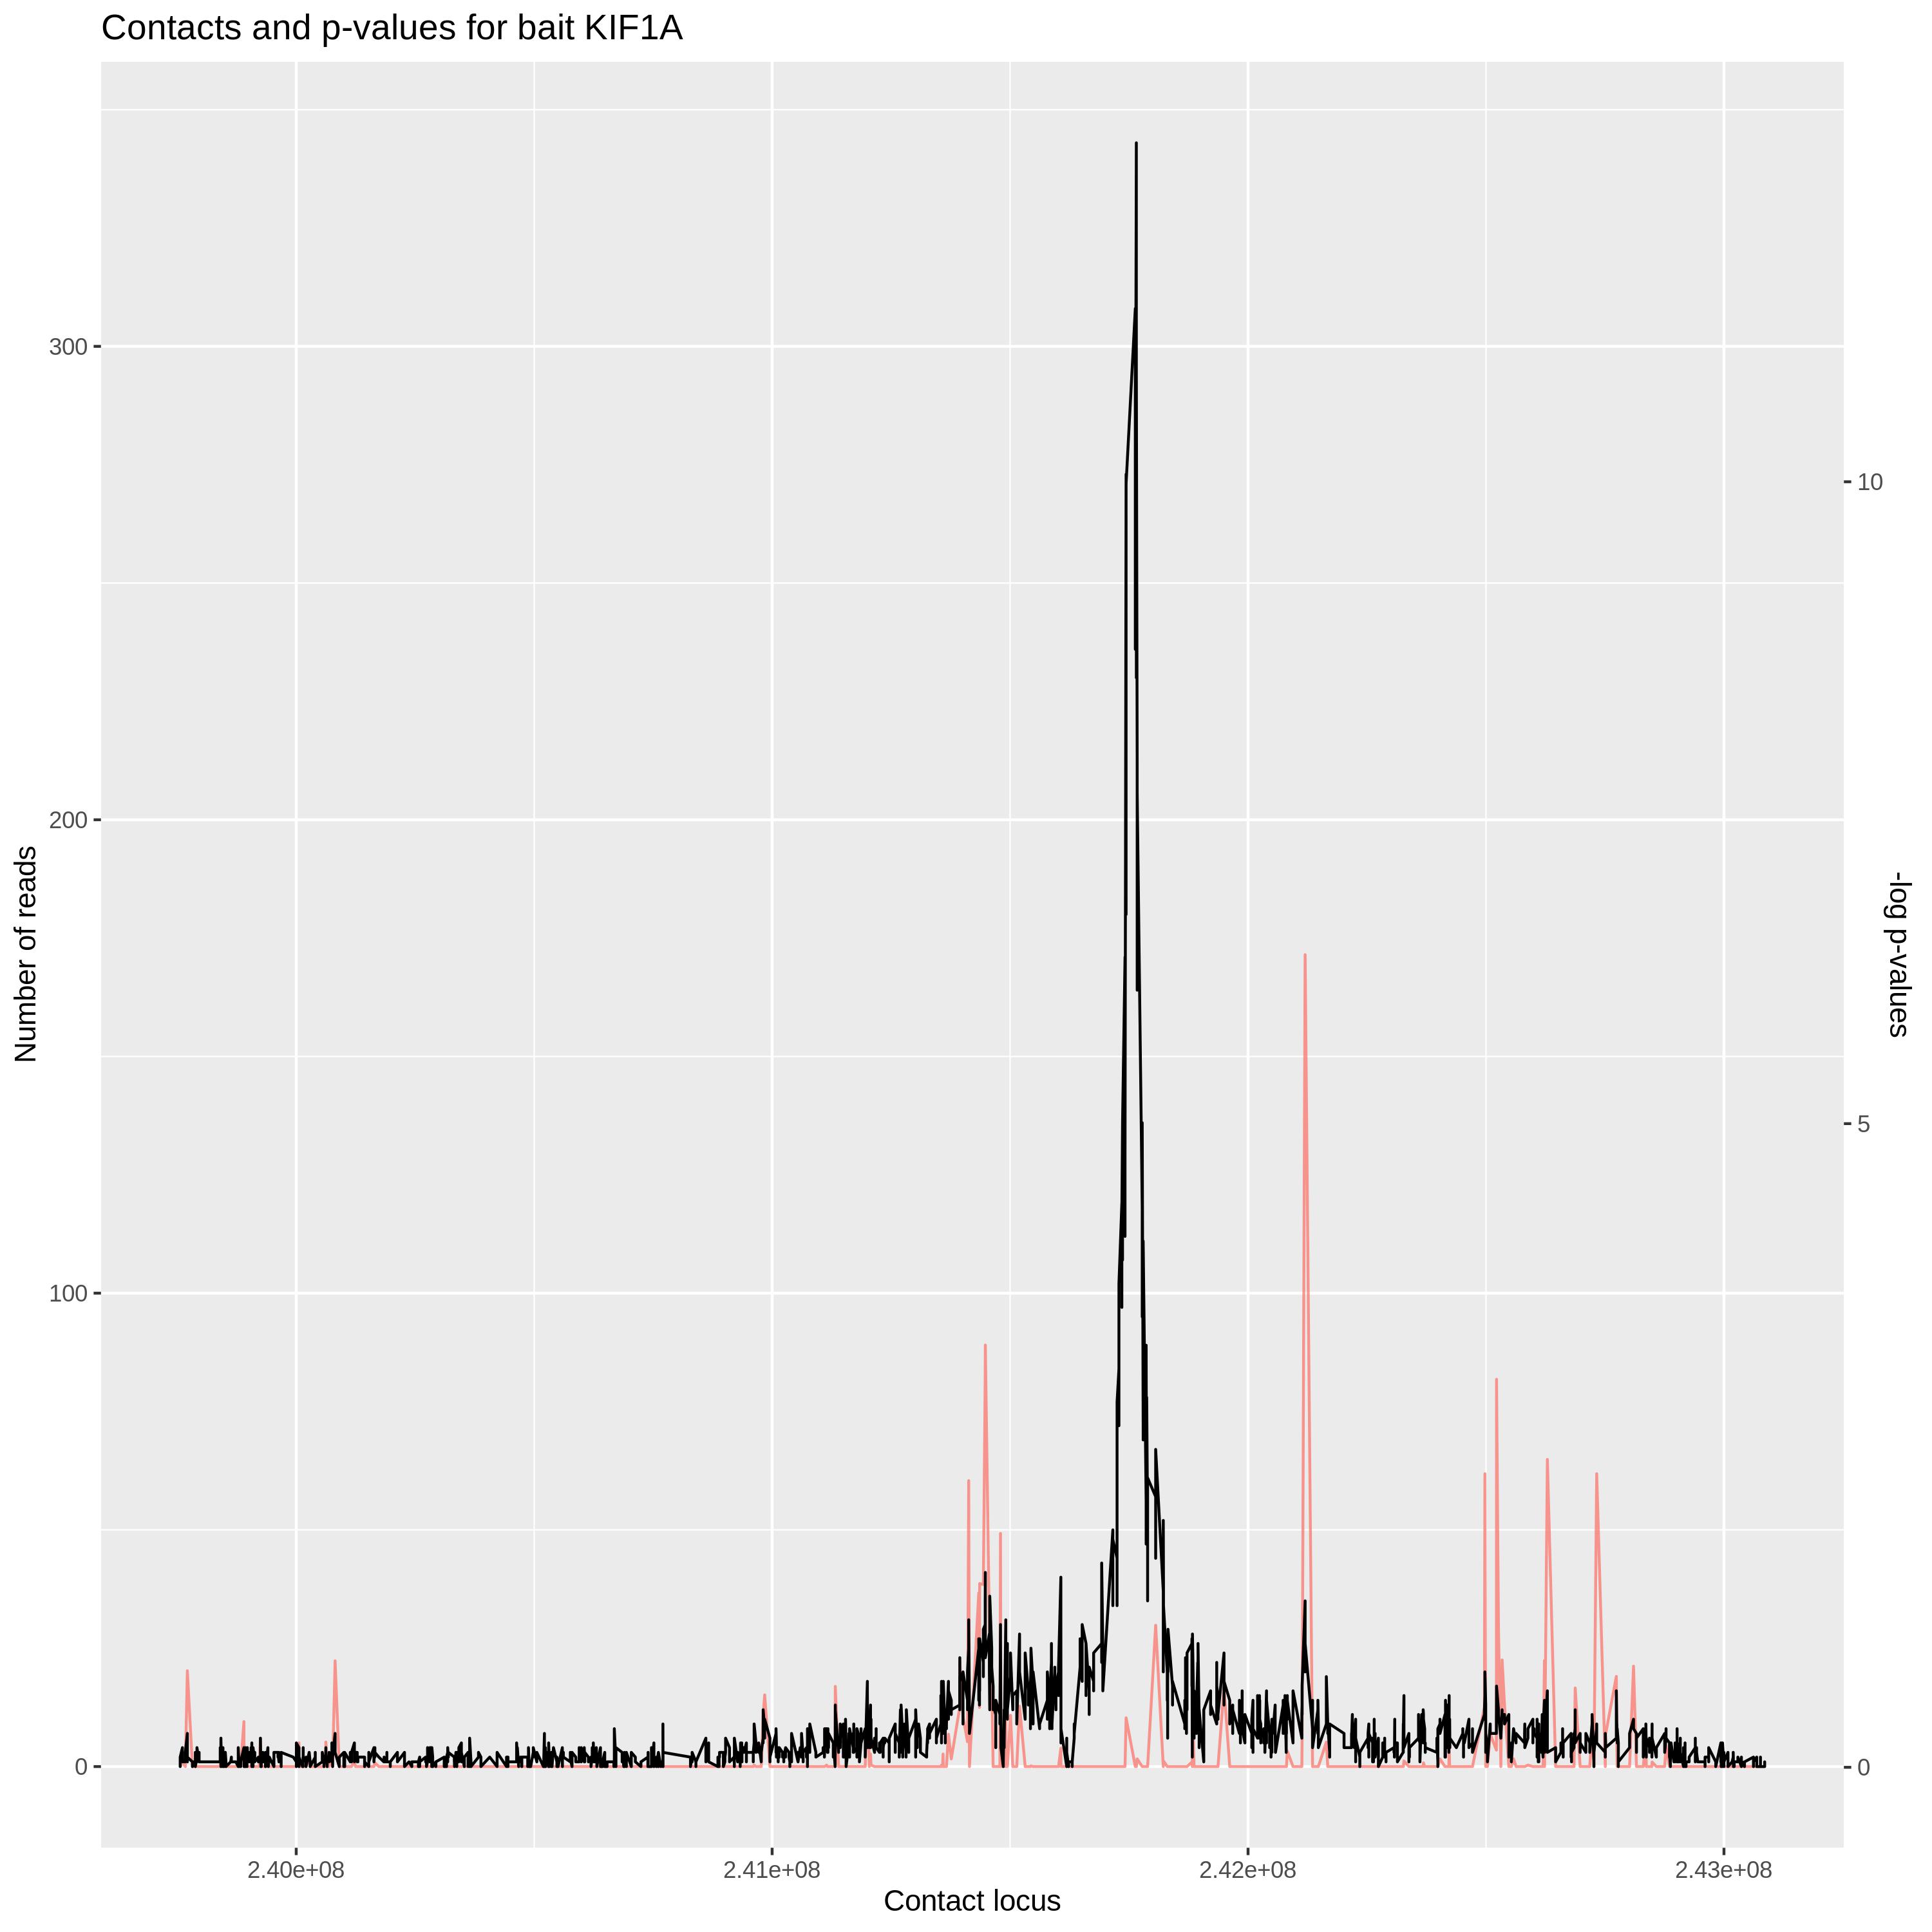 Contacts and p-values for bait KIF1A
Number of reads
300
200
100
0
10
5
0
-log p-values
2.40e+08
2.41e+08
2.42e+08
2.43e+08
Contact locus